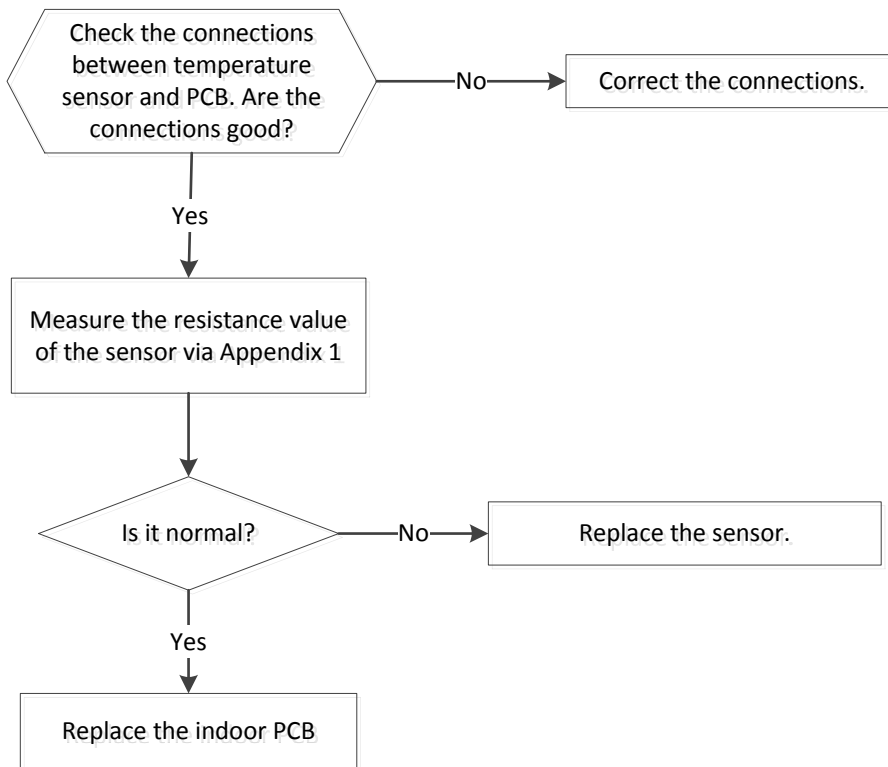 Check the connections
between temperature
sensor and PCB. Are the
connections good?
No
Correct the connections.
Yes
Measure the resistance value
of the sensor via Appendix 1
Is it normal?
No
Replace the sensor.
Yes
Replace the indoor PCB